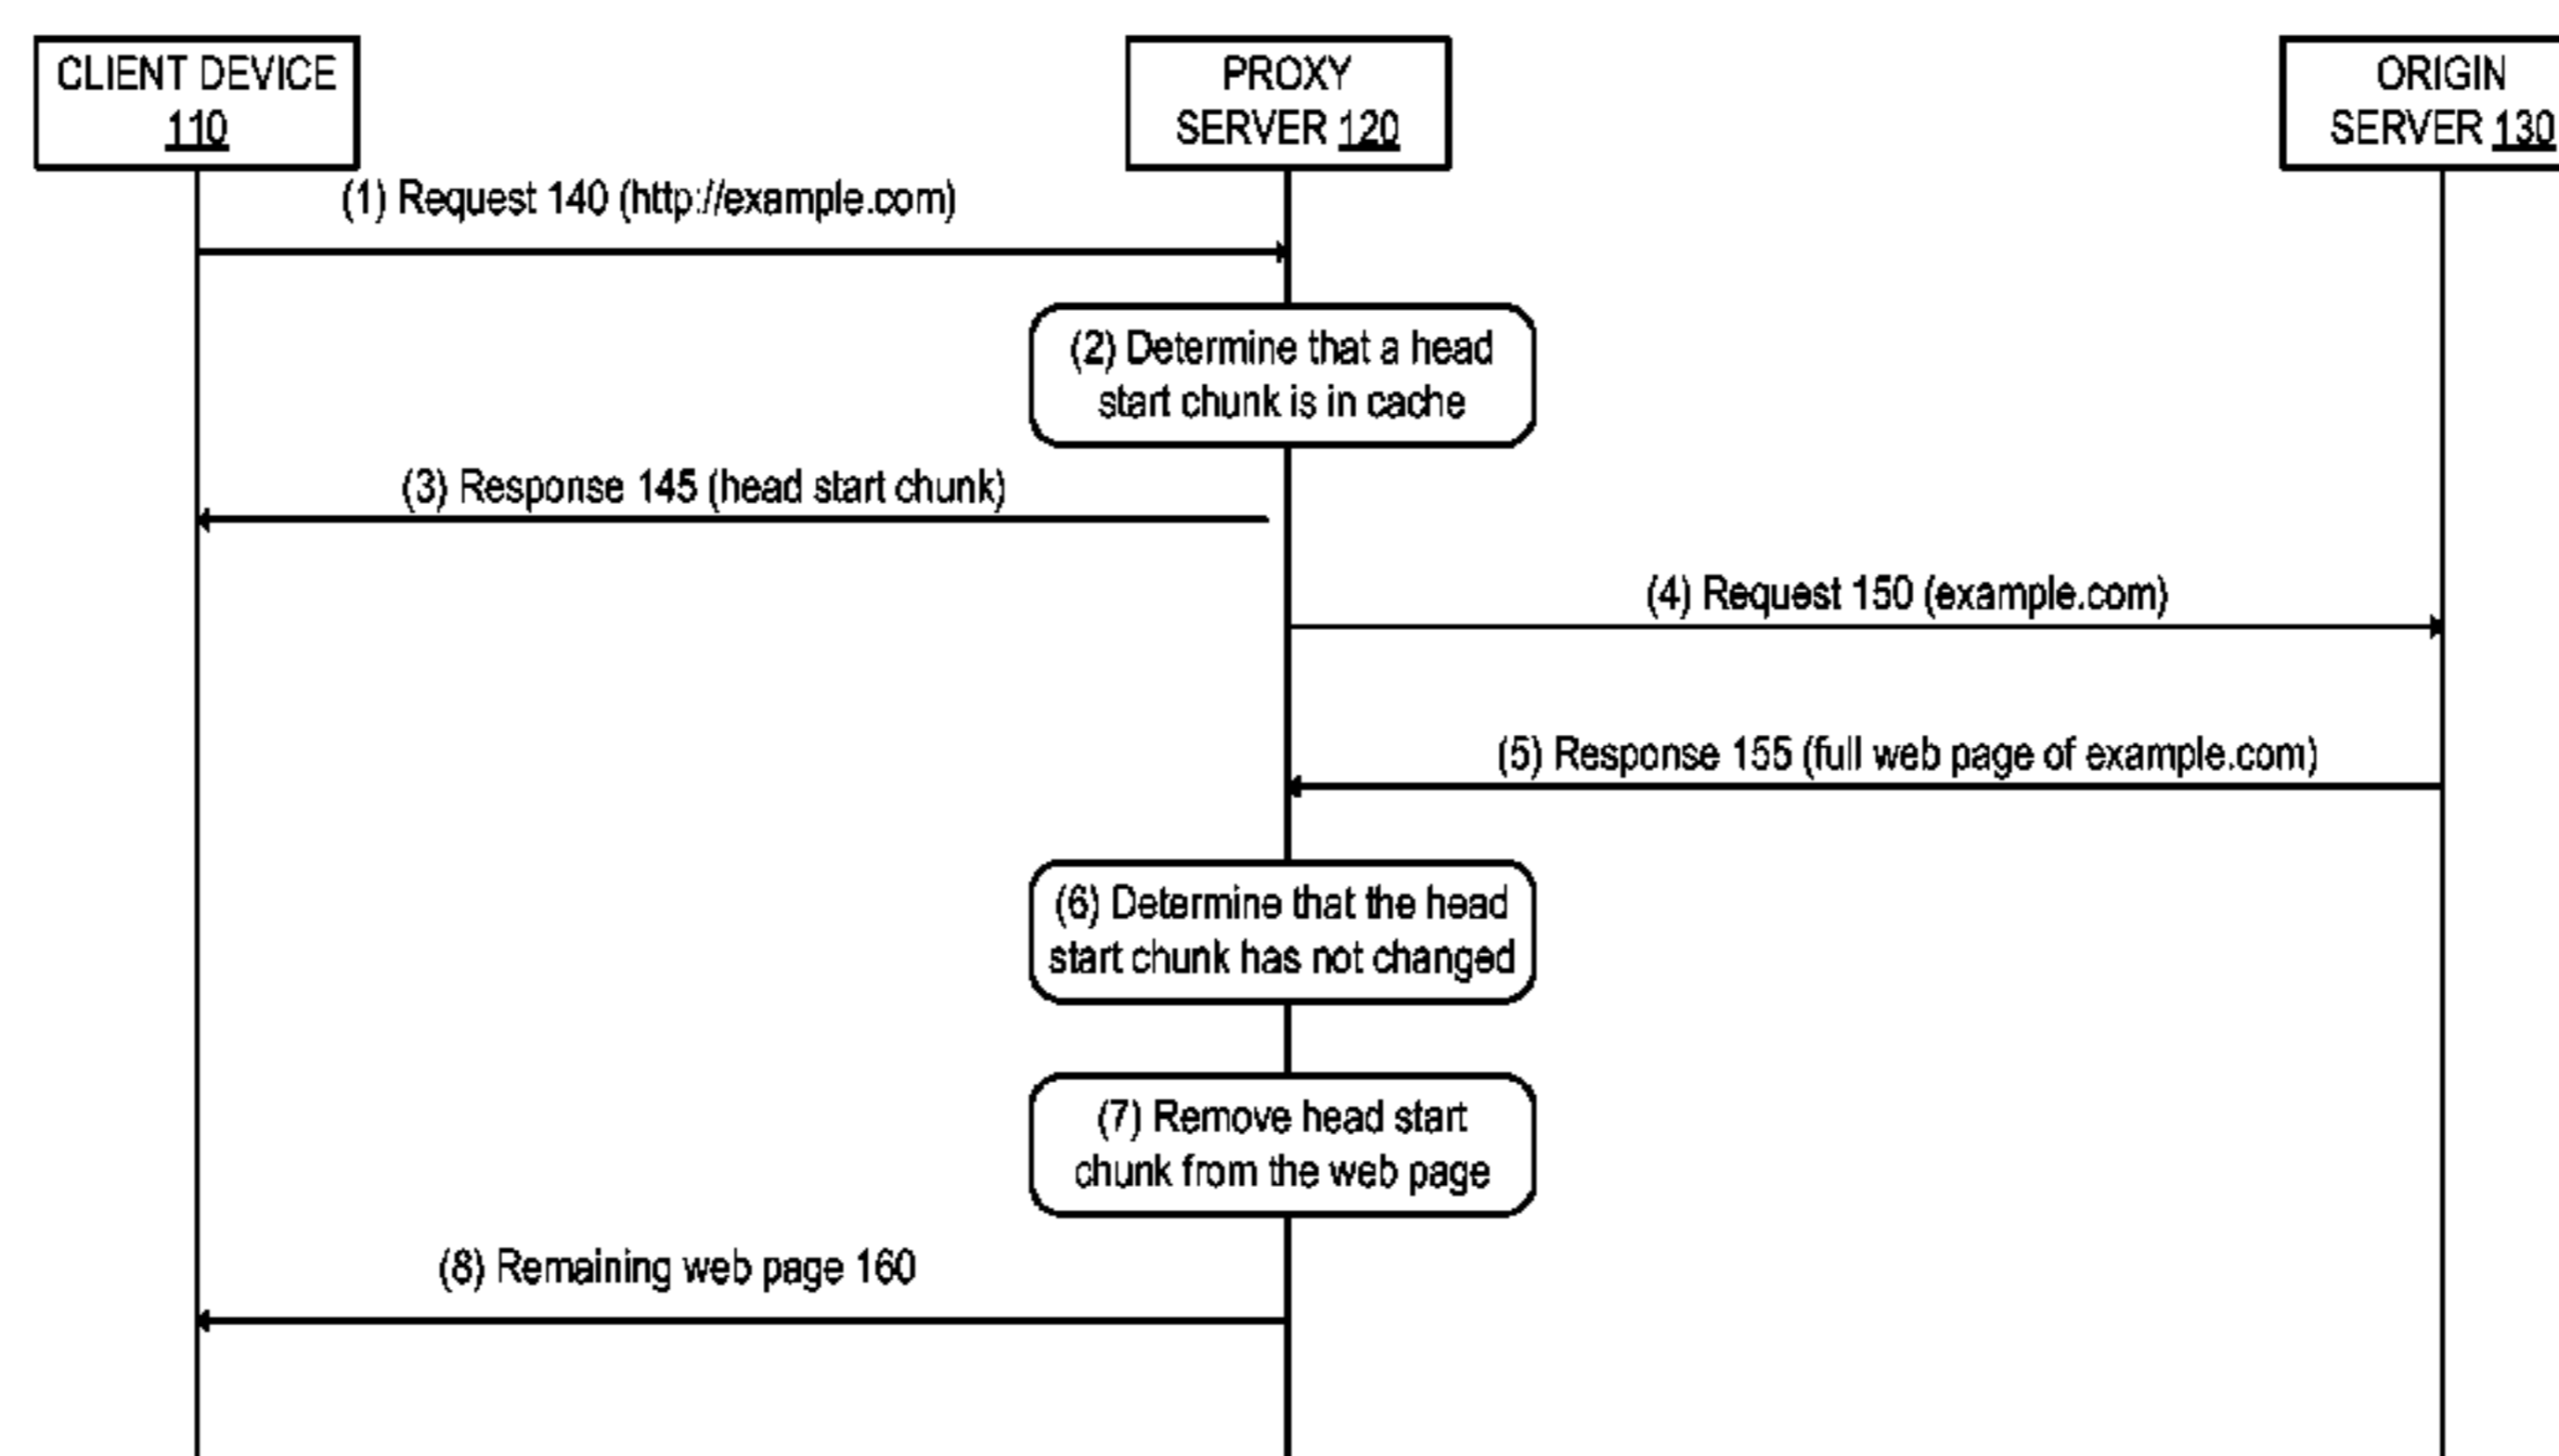 CLIENT DEVICE
110
PROXY
SERVER 120
ORIGIN
SERVER 130
(1) Request 140 (http://example.com)
(2) Determine that a head
start chunk is in cache
(3) Response 145 (head start chunk)
(4) Request 150 (example.com)
(5) Response 155 (full web page of example.com)
(6) Determine that the head
start chunk has not changed
(7) Remove head start
chunk from the web page
(8) Remaining web page 160